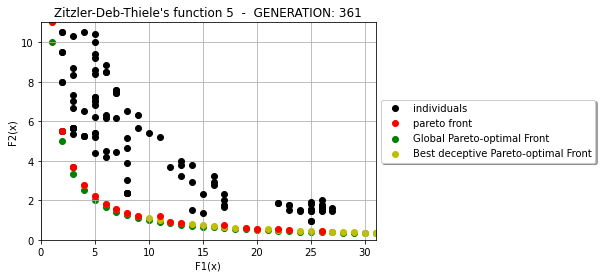 Zitzler-Deb-Thiele's function 5 - GENERATION: 361
F2(x)
10
8
6
4
2
0
0 5 10 15 20 25 30
F1(x)
individuals
pareto front
Global Pareto-optimal Front
Best deceptive Pareto-optimal Front